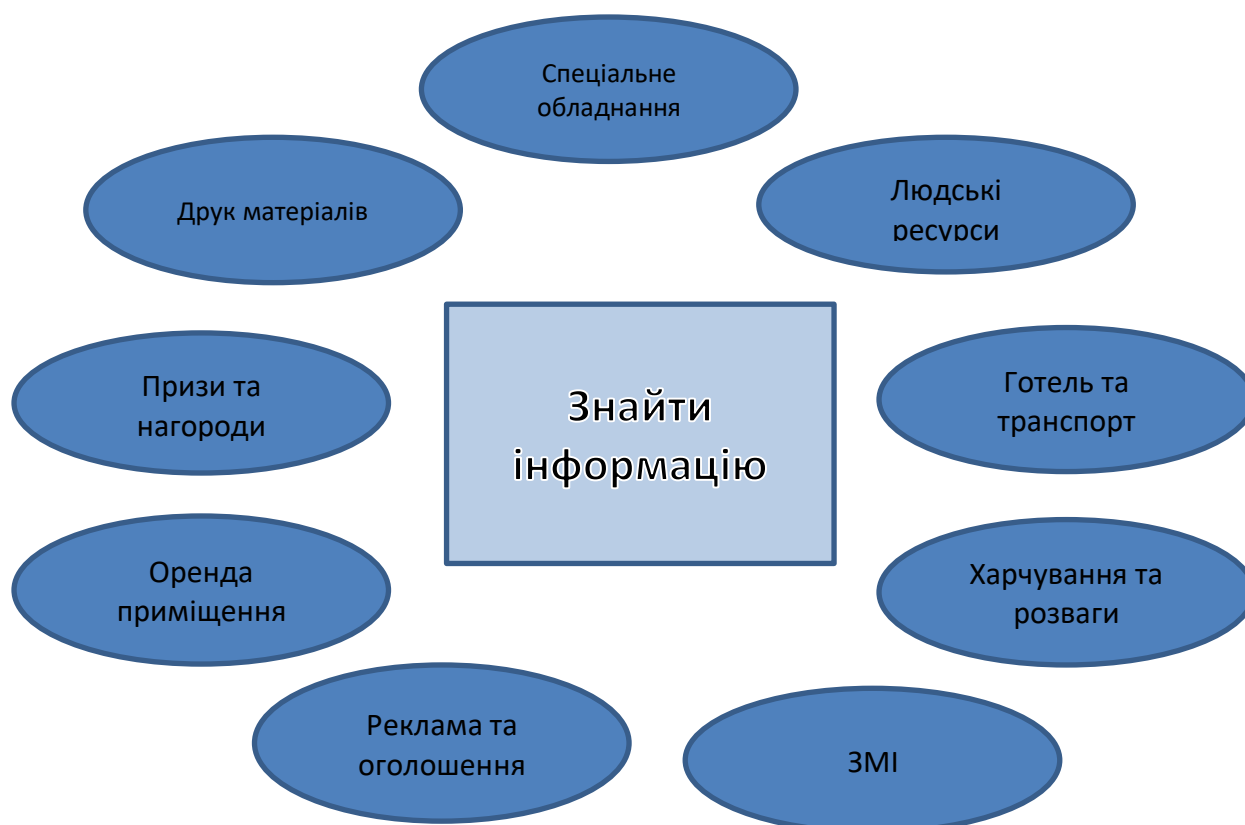 Спеціальне
обладнання
Друк матеріалів
Людські
ресурси
Призи та
нагороди
Знайти
інформацію
Готель та
транспорт
Оренда
приміщення
Харчування та
розваги
Реклама та
оголошення
ЗМІ